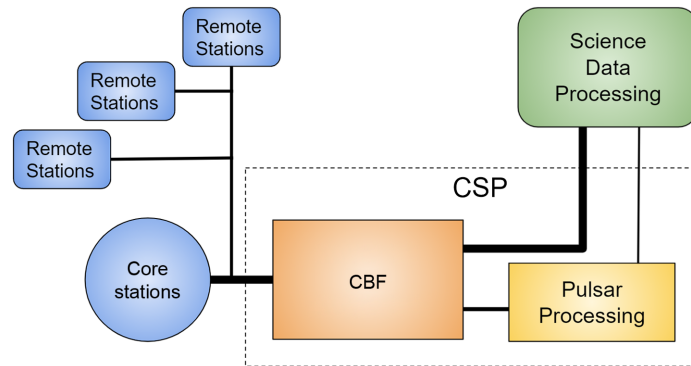 Remote
Stations
Remote
Stations
Remote
Stations
Science
Data
Processing
CSP
Core
stations
CBF
Pulsar
Processing